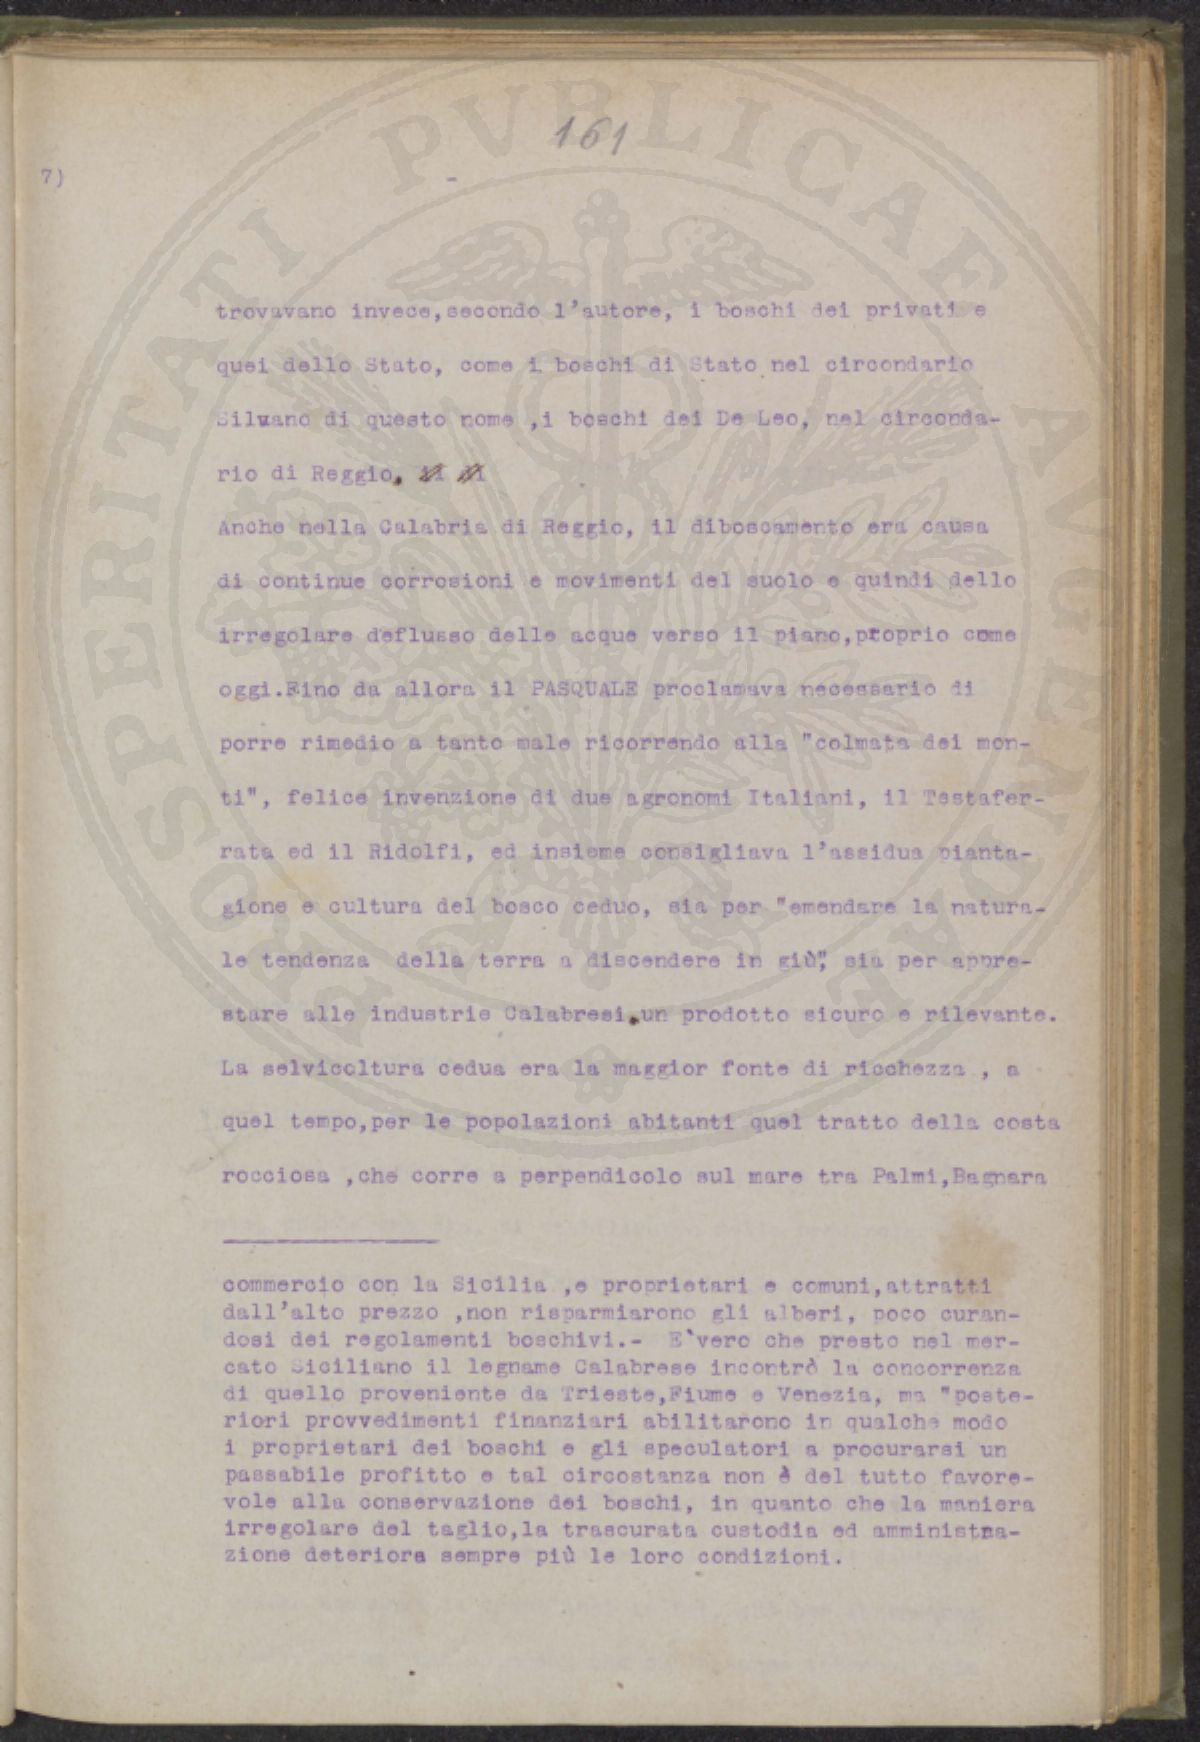 161
7)
-
trovavano invece,secondo l'autore, i boschi dei privati e
quei dello Stato, come i boschi di Stato nel circondario
Silvano di questo nome ,i boschi dei De Leo, nel circonda-
rio di Reggio.
Anche nella Calabria di Reggio, il diboscamento era causa
di continue corrosioni e movimenti del suolo e quindi dello
irregolare deflusso delle acque verso il piano,proprio come
oggi.Fino da allora il PASQUALE proclamava necessario di
porre rimedio a tanto male ricorrendo alla "colmata dei mon-
ti", felice invenzione di due agronomi Italiani, il Testafer-
rata ed il Ridolfi, ed insieme consigliava l'assidua pianta-
gione e cultura del bosco ceduo, sia per "emendare la natura-
le tendenza della terra a discendere in giù", sia per appre-
stare alle industrie Calabresi un prodotto sicuro e rilevante.
La selvicoltura cedua era la maggior fonte di ricchezza , a
quel tempo,per le popolazioni abitanti quel tratto della costa
rocciosa ,che corre a perpendicolo sul mare tra Palmi,Bagnara
commercio con la Sicilia ,e proprietari e comuni,attratti
dall'alto prezzo ,non risparmiarono gli alberi, poco curan-
dosi dei regolamenti boschivi.- E`vero che presto nel mer-
cato Siciliano il legname Calabrese incontrò la concorrenza
di quello proveniente da Trieste,Fiume e Venezia, ma "poste-
riori provvedimenti finanziari abilitarono in qualche modo
i proprietari dei boschi e gli speculatori a procurarsi un
passabile profitto e tal circostanza non è del tutto favore-
vole alla conservazione dei boschi, in quanto che la maniera
irregolare del taglio,la trascurata custodia ed amministra-
zione deteriora sempre più le loro condizioni.
PROSPERITATI PVBLICAE AVGENDAE